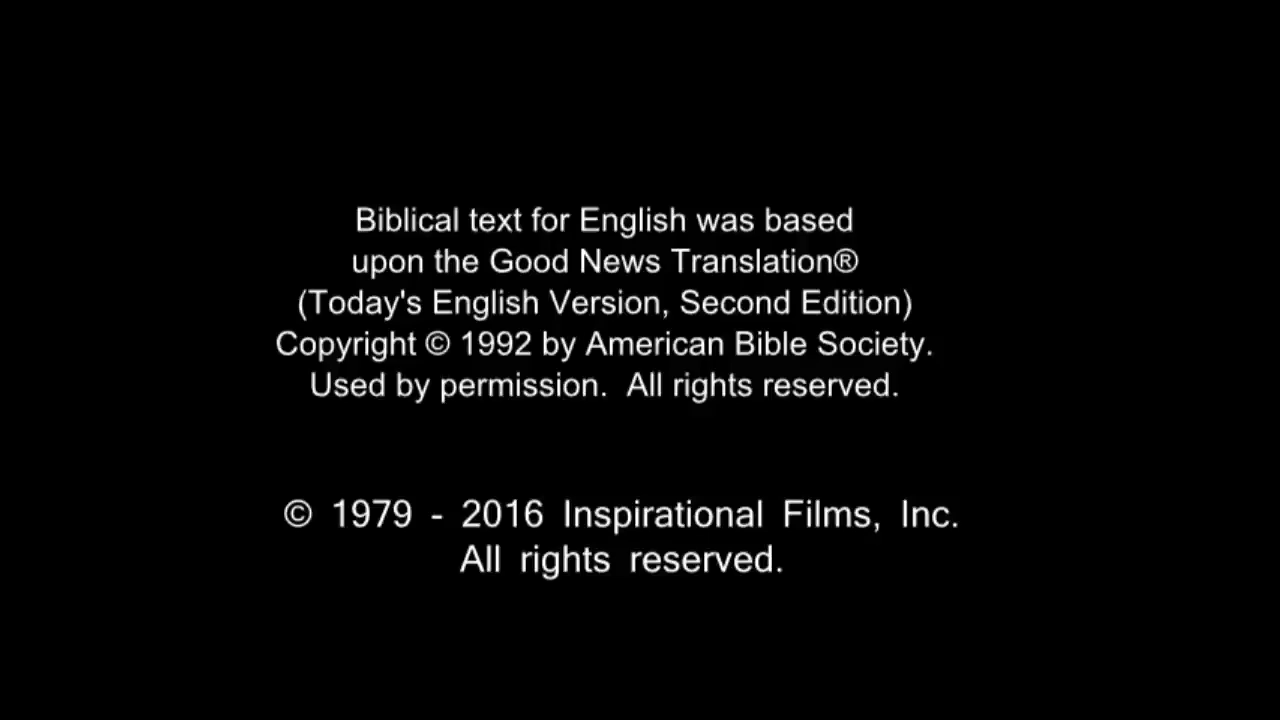 Biblical text for English was based
upon the Good News Translation®
(Today's English Version, Second Edition)
Copyright © 1992 by American Bible Society.
Used by permission.  All rights reserved.
© 1979 - 2016 Inspirational Films, Inc.
All rights reserved.